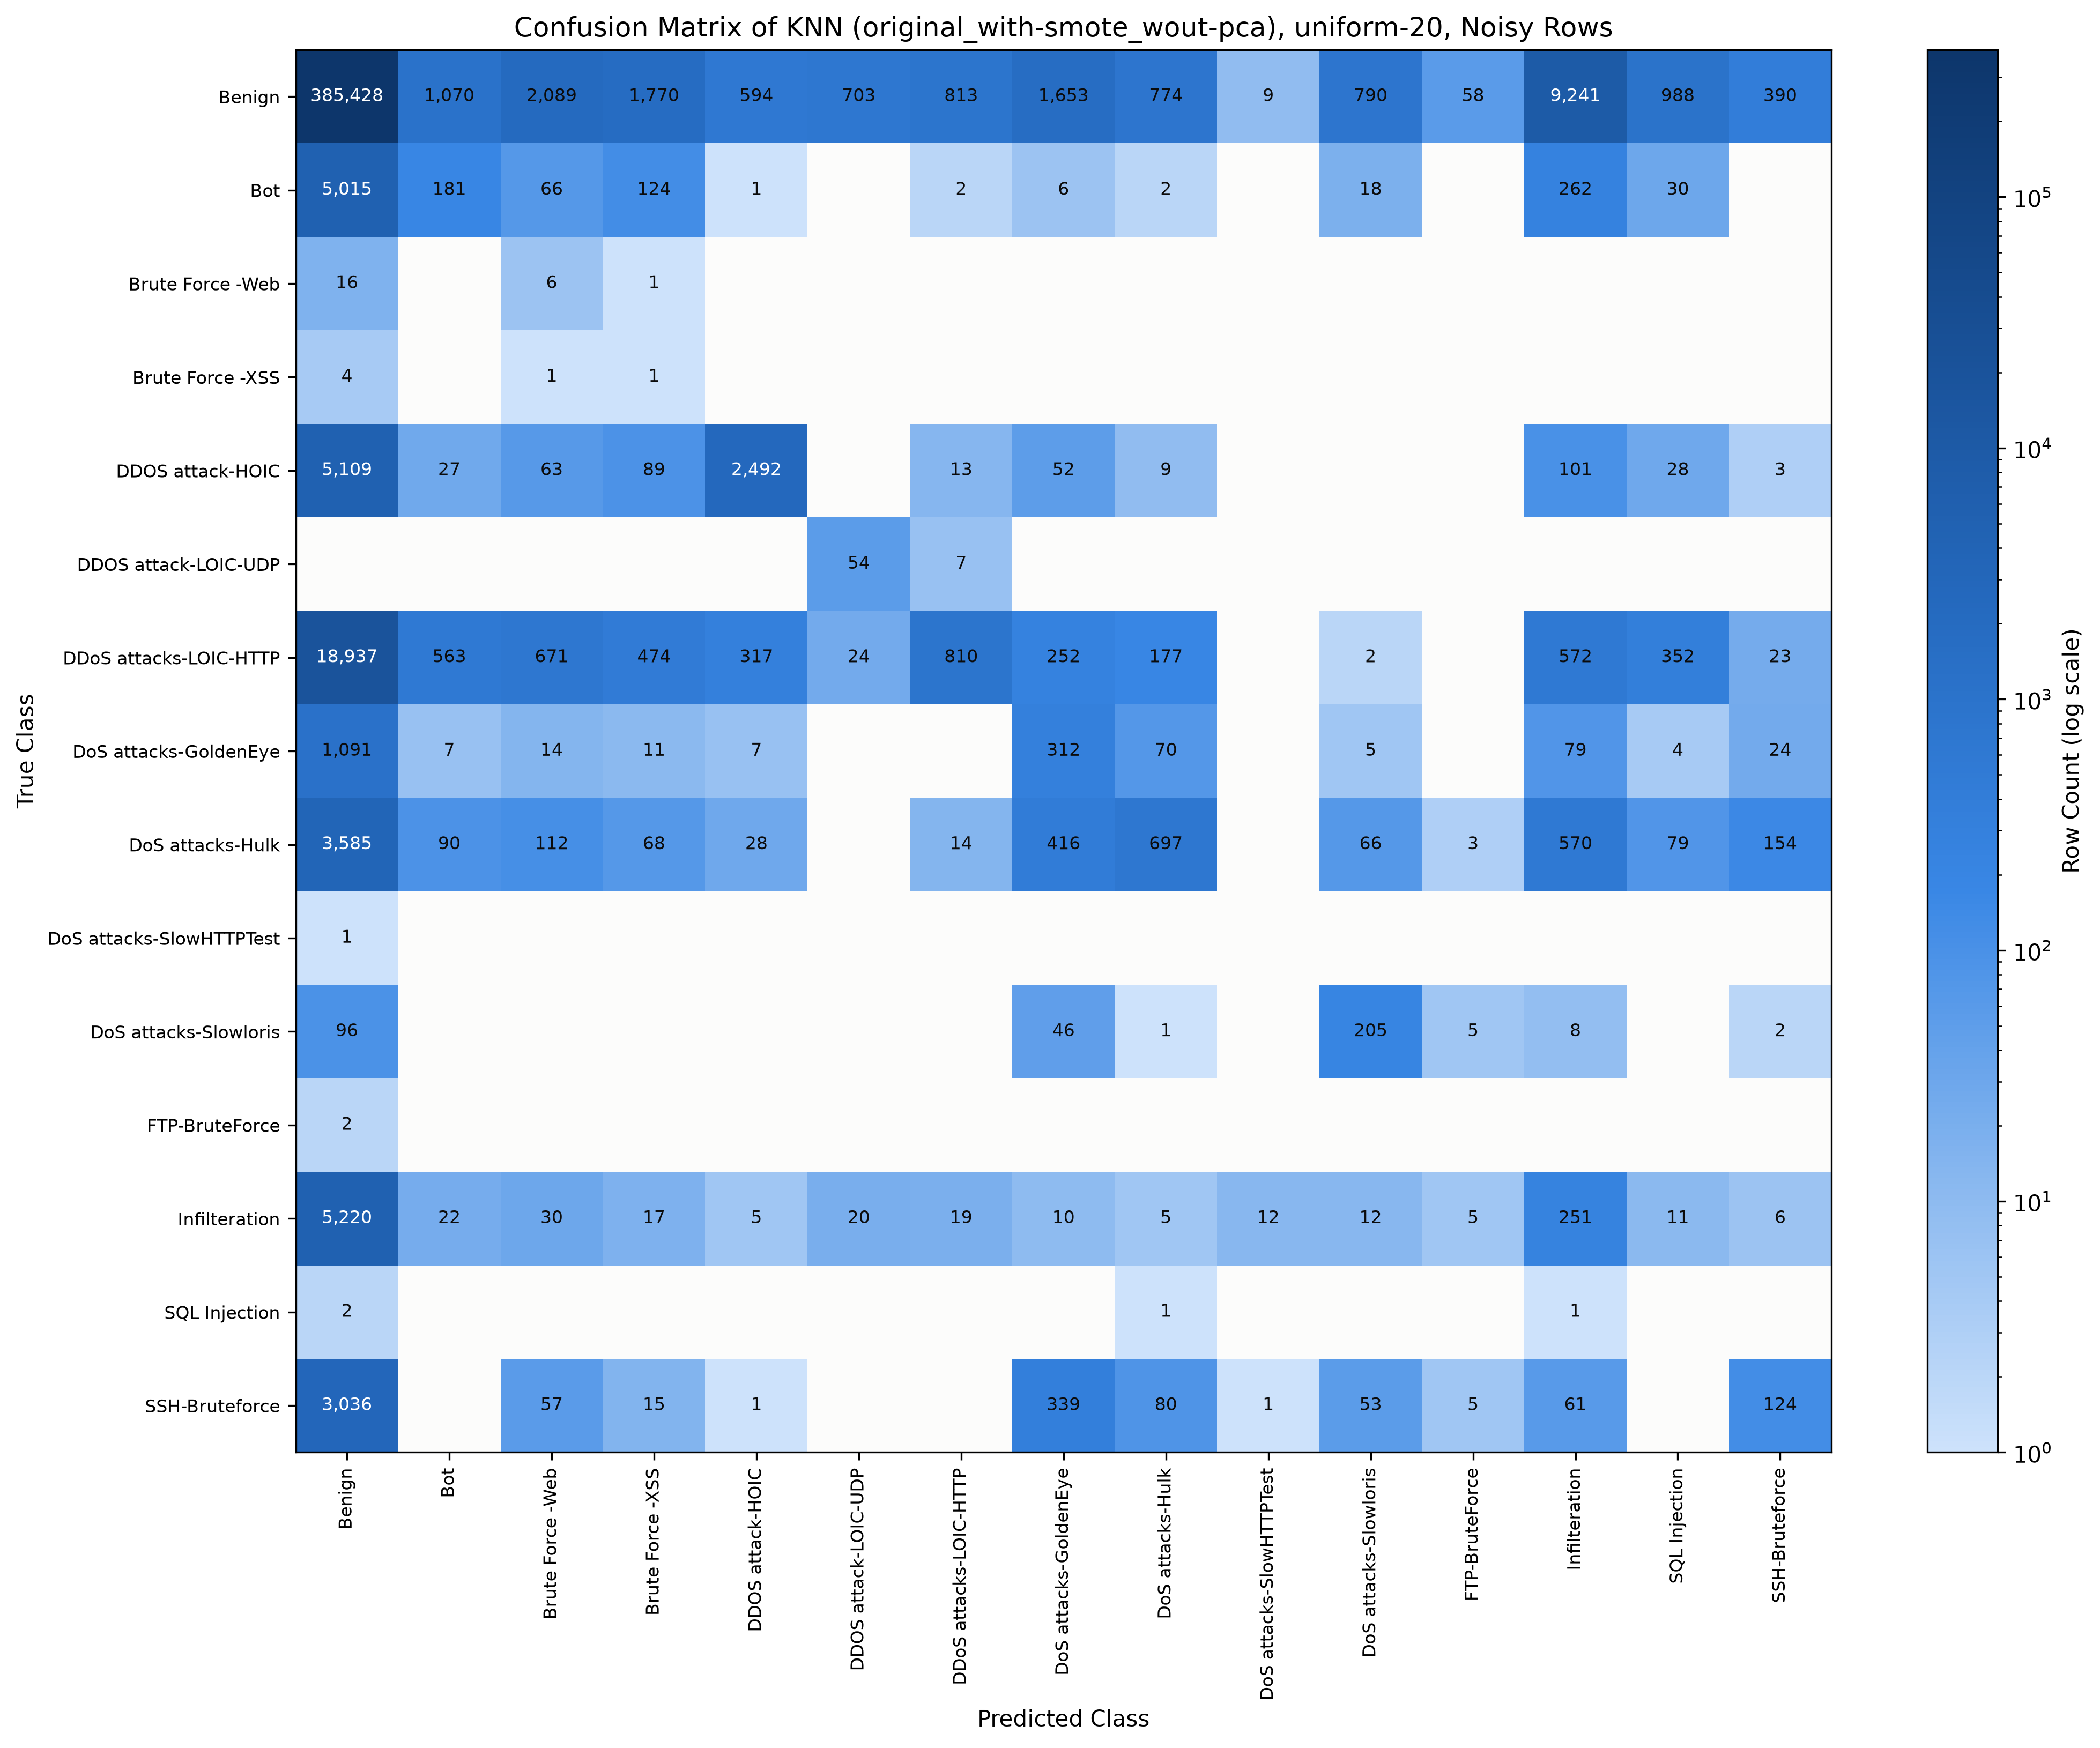 Confusion Matrix of KNN (original_with-smote_wout-pca), uniform-20, Noisy Rows
True Class
Benign 385,428 1,070 2,089 1,770 594 703 813 1,653 774 9 790 58 9,241 988 390
Bot 5,015 181 66 124 1 2 6 2 18 262 30
Brute Force -Web 16 6 1
Brute Force -XSS 4 1 1
DDOS attack-HOIC 5,109 27 63 89 2,492 13 52 9 101 28 3
DDOS attack-LOIC-UDP 54 7
DDoS attacks-LOIC-HTTP 18,937 563 671 474 317 24 810 252 177 2 572 352 23
DoS attacks-GoldenEye 1,091 7 14 11 7 312 70 5 79 4 24
DoS attacks-Hulk 3,585 90 112 68 28 14 416 697 66 3 570 79 154
DoS attacks-SlowHTTPTest 1
DoS attacks-Slowloris 96 46 1 205 5 8 2
FTP-BruteForce 2
Infilteration 5,220 22 30 17 5 20 19 10 5 12 12 5 251 11 6
SQL Injection 2 1 1
SSH-Bruteforce 3,036 57 15 1 339 80 1 53 5 61 124
Benign
Bot
Brute Force -Web
Brute Force -XSS
DDOS attack-HOIC
DDOS attack-LOIC-UDP
DDoS attacks-LOIC-HTTP
DoS attacks-GoldenEye
DoS attacks-Hulk
DoS attacks-SlowHTTPTest
DoS attacks-Slowloris
FTP-BruteForce
Infilteration
SQL Injection
SSH-Bruteforce
Predicted Class
10⁵
10⁴
10³
10²
10¹
10⁰
Row Count (log scale)